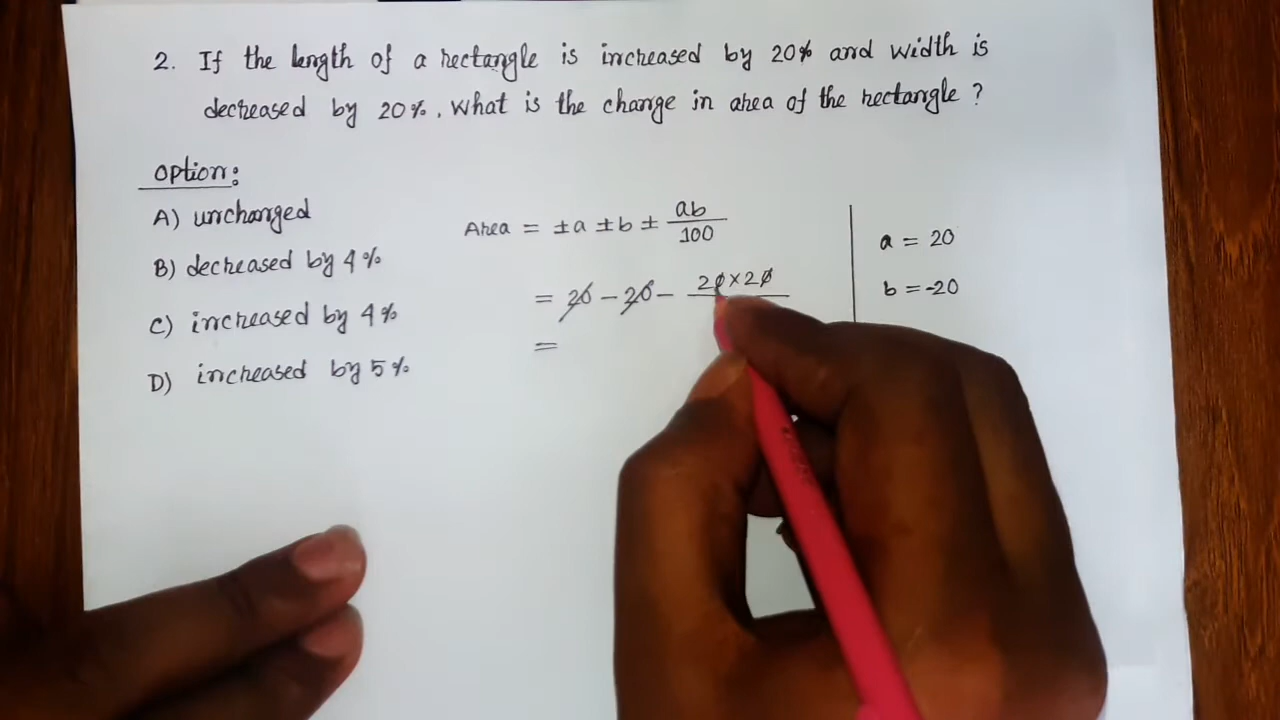 2. If the length of a rectangle is increased by 20% and width is
decreased by 20%. What is the change in area of the rectangle ?
option:
A) unchanged
B) decreased by 4%
C) increased by 4%
D) increased by 5%
Area = ±a ±b ± ab/100
= 20 - 20 - 20×20
=
a = 20
b = -20